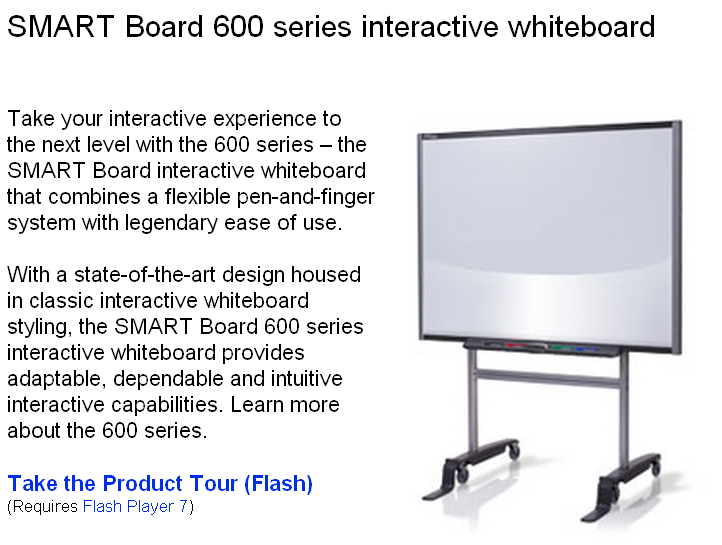 SMART Board 600 series interactive whiteboard
Take your interactive experience to
the next level with the 600 series – the
SMART Board interactive whiteboard
that combines a flexible pen-and-finger
system with legendary ease of use.
With a state-of-the-art design housed
in classic interactive whiteboard
styling, the SMART Board 600 series
interactive whiteboard provides
adaptable, dependable and intuitive
interactive capabilities. Learn more
about the 600 series.
Take the Product Tour (Flash)
(Requires Flash Player 7)